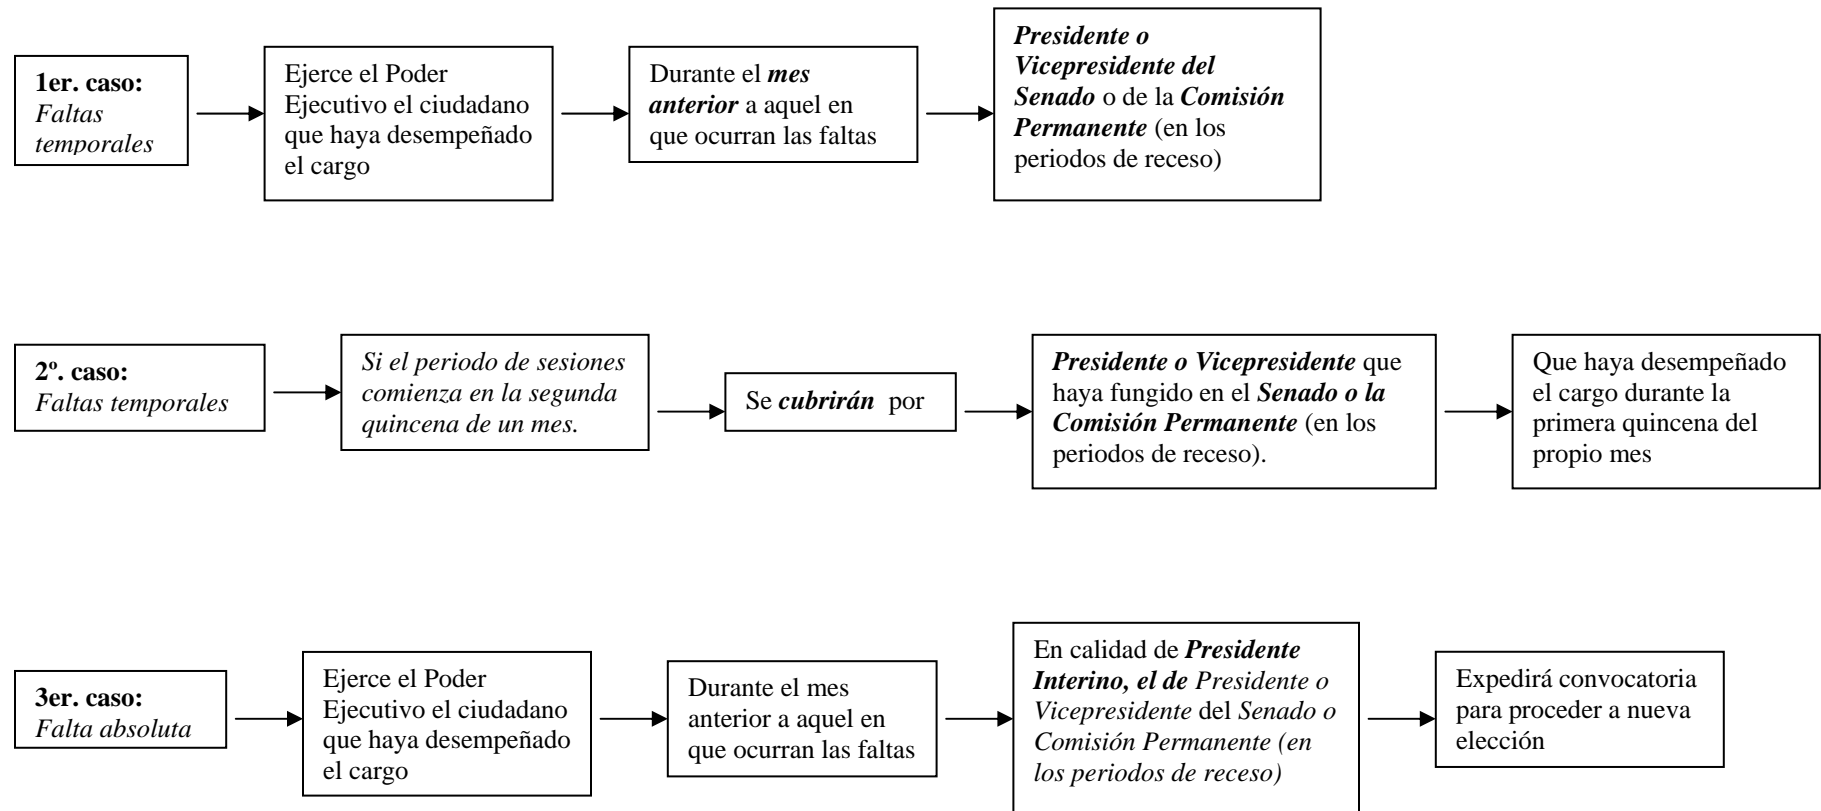 1er. caso:
Faltas
temporales
Ejerce el Poder
Ejecutivo el ciudadano
que haya desempeñado
el cargo
Durante el mes
anterior a aquel en
que ocurran las faltas
Presidente o
Vicepresidente del
Senado o de la Comisión
Permanente (en los
periodos de receso)
2º. caso:
Faltas temporales
Si el periodo de sesiones
comienza en la segunda
quincena de un mes.
Se cubrirán por
Presidente o Vicepresidente que
haya fungido en el Senado o la
Comisión Permanente (en los
periodos de receso).
Que haya desempeñado
el cargo durante la
primera quincena del
propio mes
3er. caso:
Falta absoluta
Ejerce el Poder
Ejecutivo el ciudadano
que haya desempeñado
el cargo
Durante el mes
anterior a aquel en
que ocurran las faltas
En calidad de Presidente
Interino, el de Presidente o
Vicepresidente del Senado o
Comisión Permanente (en
los periodos de receso)
Expedirá convocatoria
para proceder a nueva
elección